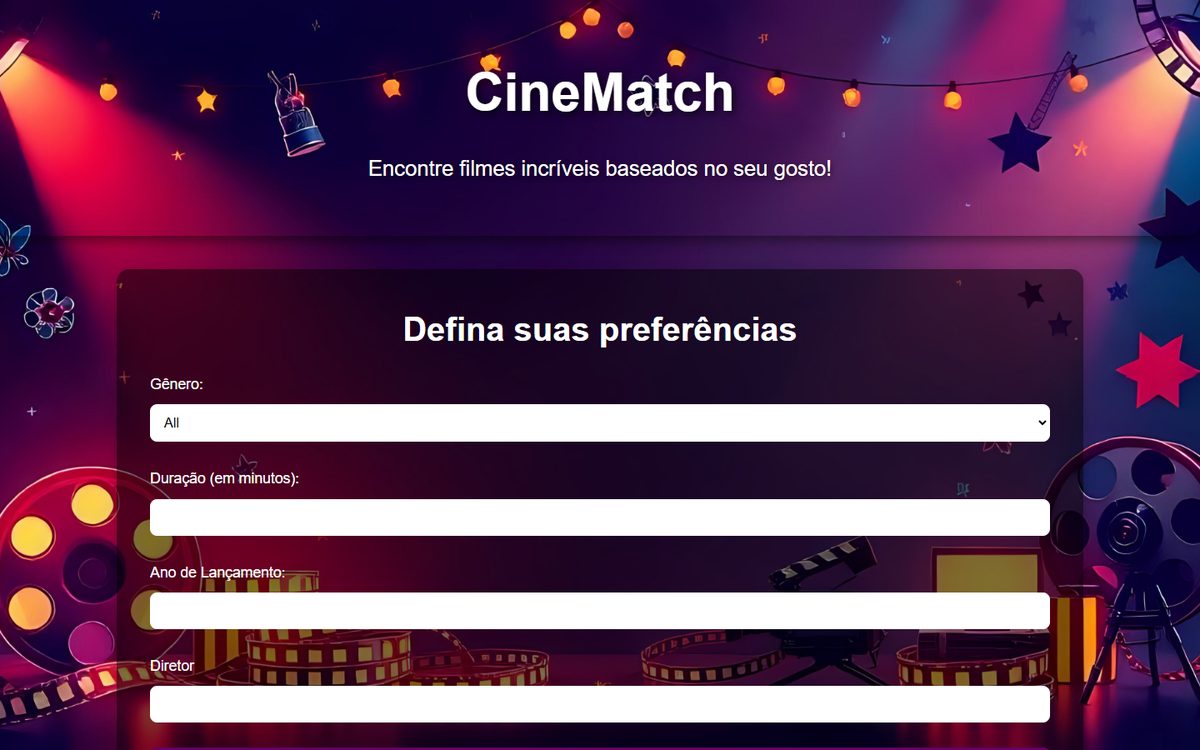 CineMatch
Encontre filmes incríveis baseados no seu gosto!
Defina suas preferências
Gênero:
All
Duração (em minutos):
Ano de Lançamento:
Diretor